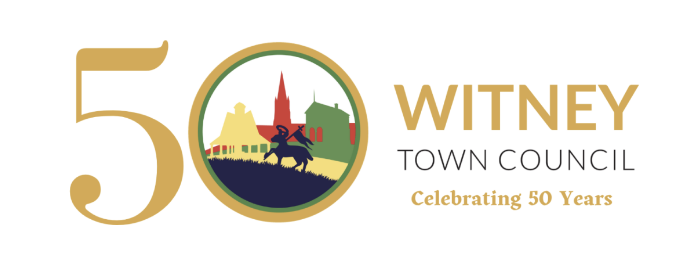 50
WITNEY
TOWN COUNCIL
Celebrating 50 Years